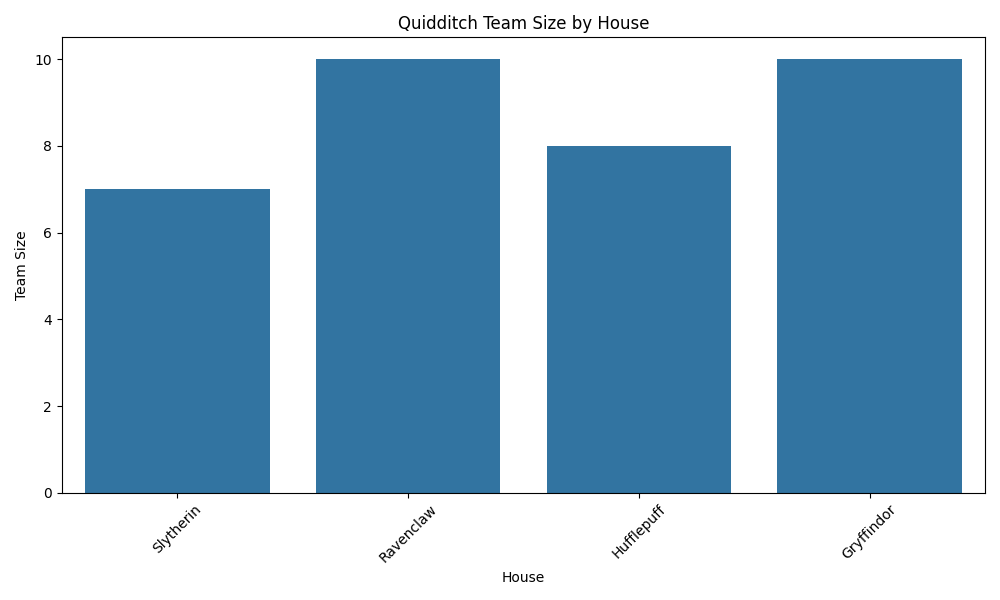 Quidditch Team Size by House
10
8
6
4
2
0
Team Size
Slytherin
Ravenclaw
Hufflepuff
Gryffindor
House